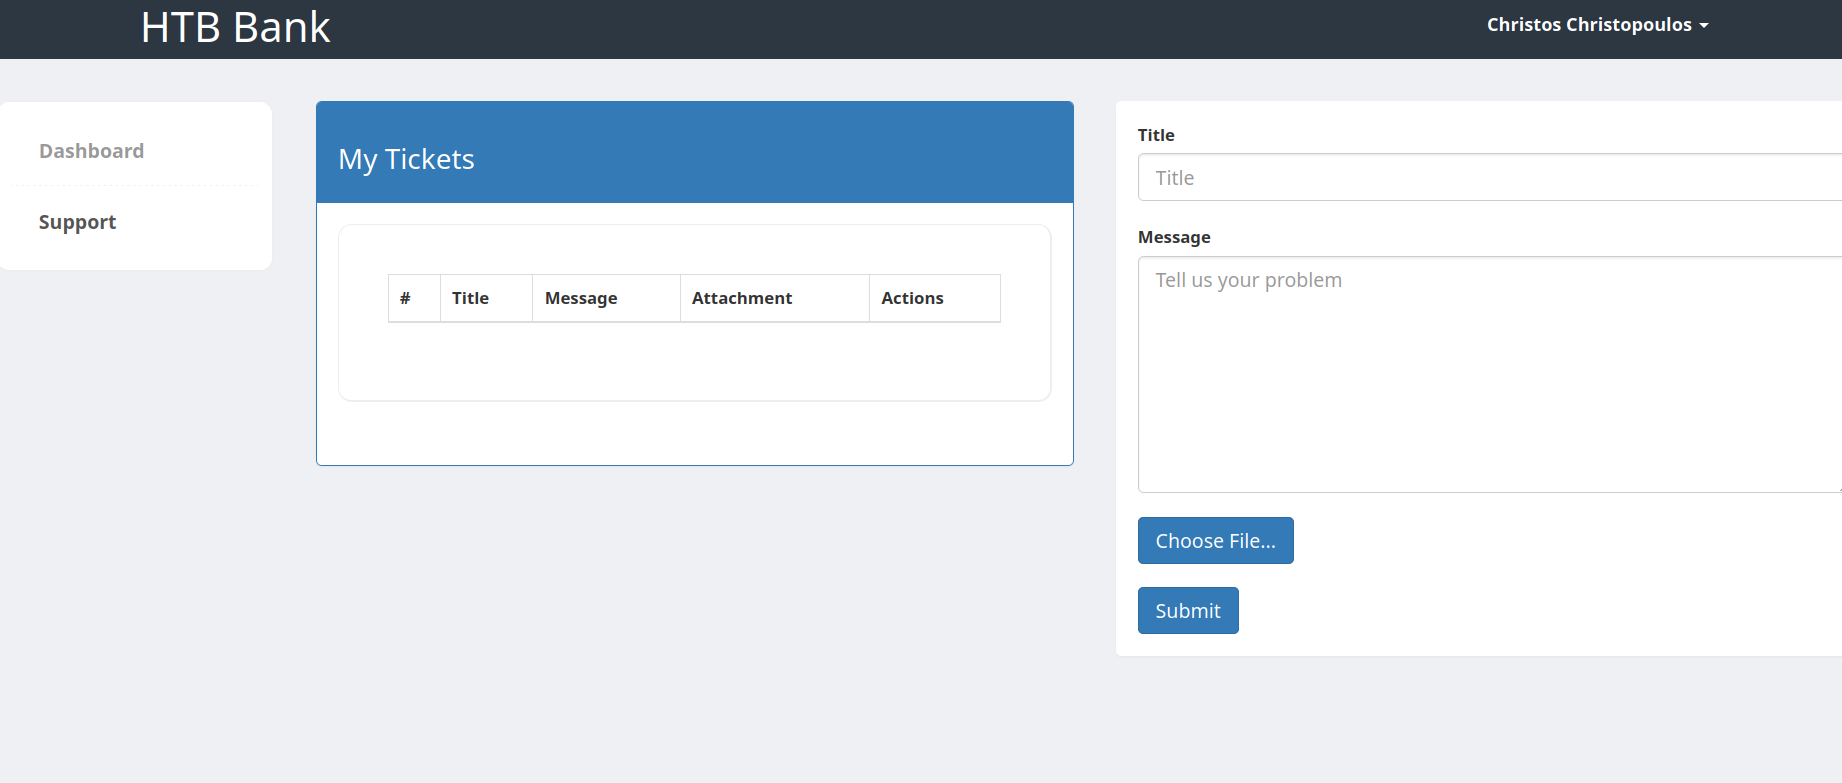 HTB Bank
Christos Christopoulos
Dashboard
Support
My Tickets
# Title Message Attachment Actions
Title
Title
Message
Tell us your problem
Choose File...
Submit